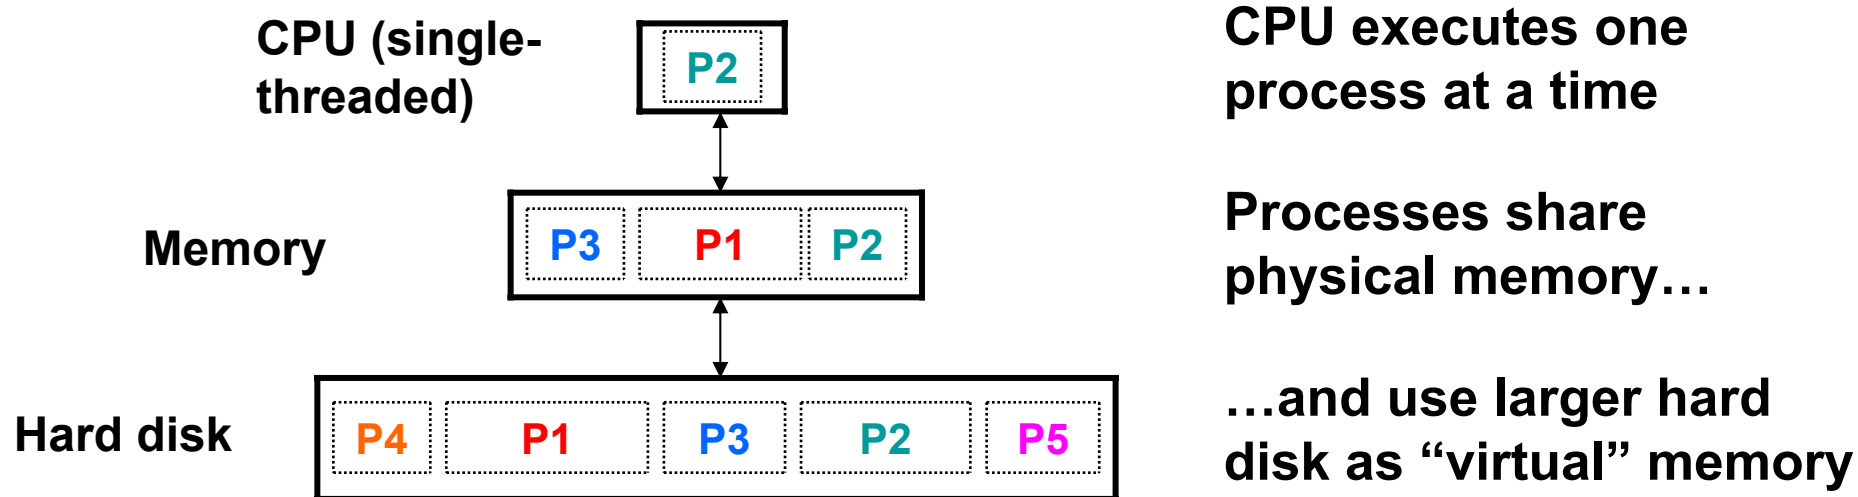 CPU (single-
threaded)
P2
CPU executes one
process at a time
Memory
P3 P1 P2
Processes share
physical memory…
Hard disk
P4 P1 P3 P2 P5
…and use larger hard
disk as “virtual” memory